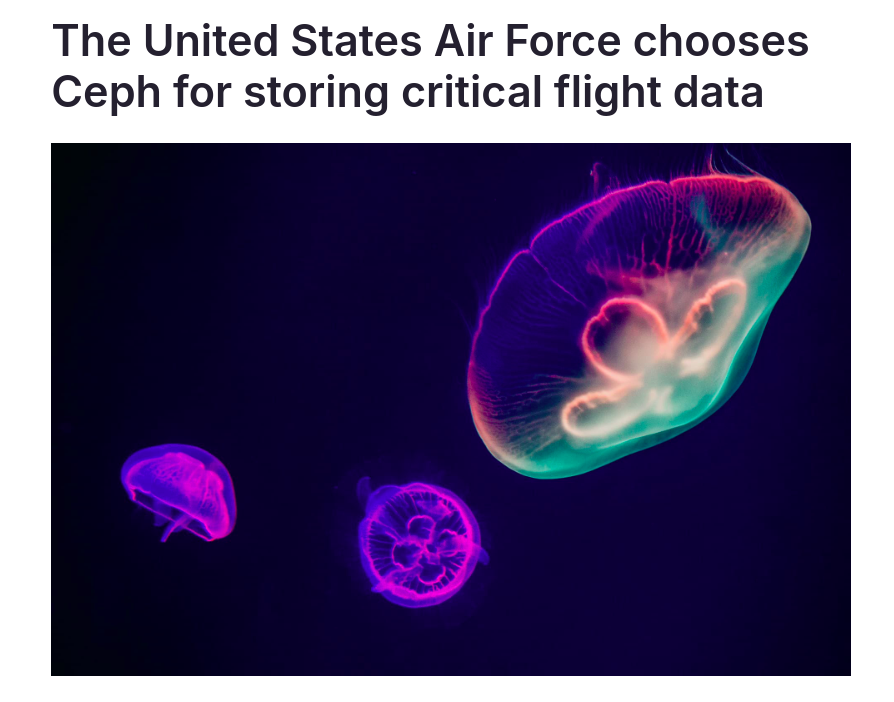 The United States Air Force chooses
Ceph for storing critical flight data